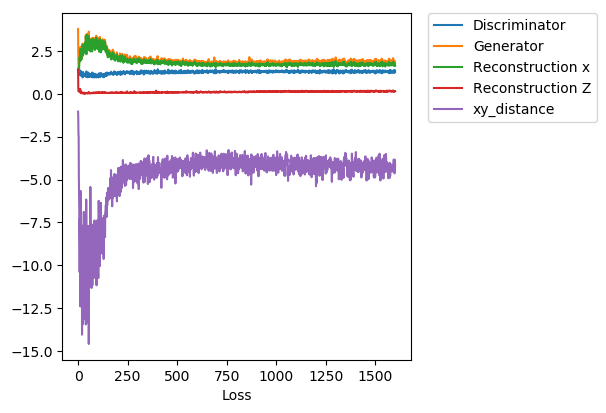 Discriminator
Generator
Reconstruction x
Reconstruction Z
xy_distance
2.5
0.0
−2.5
−5.0
−7.5
−10.0
−12.5
−15.0
0 250 500 750 1000 1250 1500
Loss